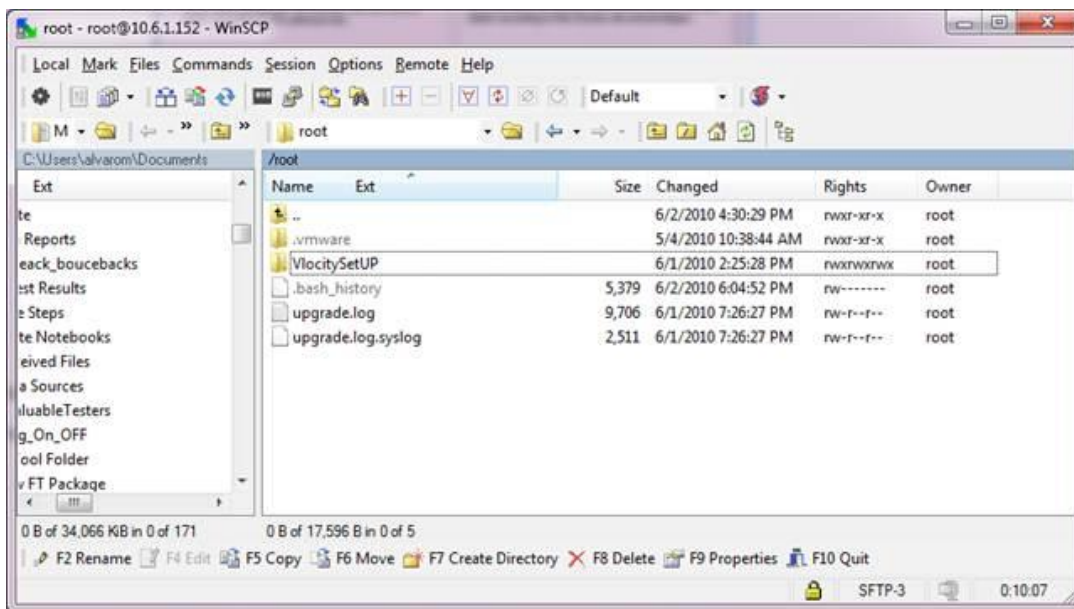 root - root@10.6.1.152 - WinSCP
Local Mark Files Commands Session Options Remote Help
Default
M root
C:\Users\alvarom\Documents /root
Ext Name Ext Size Changed Rights Owner
te .. 6/2/2010 4:30:29 PM rwxr-xr-x root
Reports .vmware 5/4/2010 10:38:44 AM rwxr-xr-x root
eack_boucebacks VlocitySetUP 6/1/2010 2:25:28 PM rwxrwxrwx root
est Results .bash_history 5,379 6/2/2010 6:04:52 PM rw------- root
e Steps upgrade.log 9,706 6/1/2010 7:26:27 PM rw-r--r-- root
te Notebooks upgrade.log.syslog 2,511 6/1/2010 7:26:27 PM rw-r--r-- root
eived Files
a Sources
luableTesters
g_On_OFF
ool Folder
v FT Package
0 B of 34,066 KiB in 0 of 171 0 B of 17,596 B in 0 of 5
F2 Rename F4 Edit F5 Copy F6 Move F7 Create Directory F8 Delete F9 Properties F10 Quit
SFTP-3 0:10:07